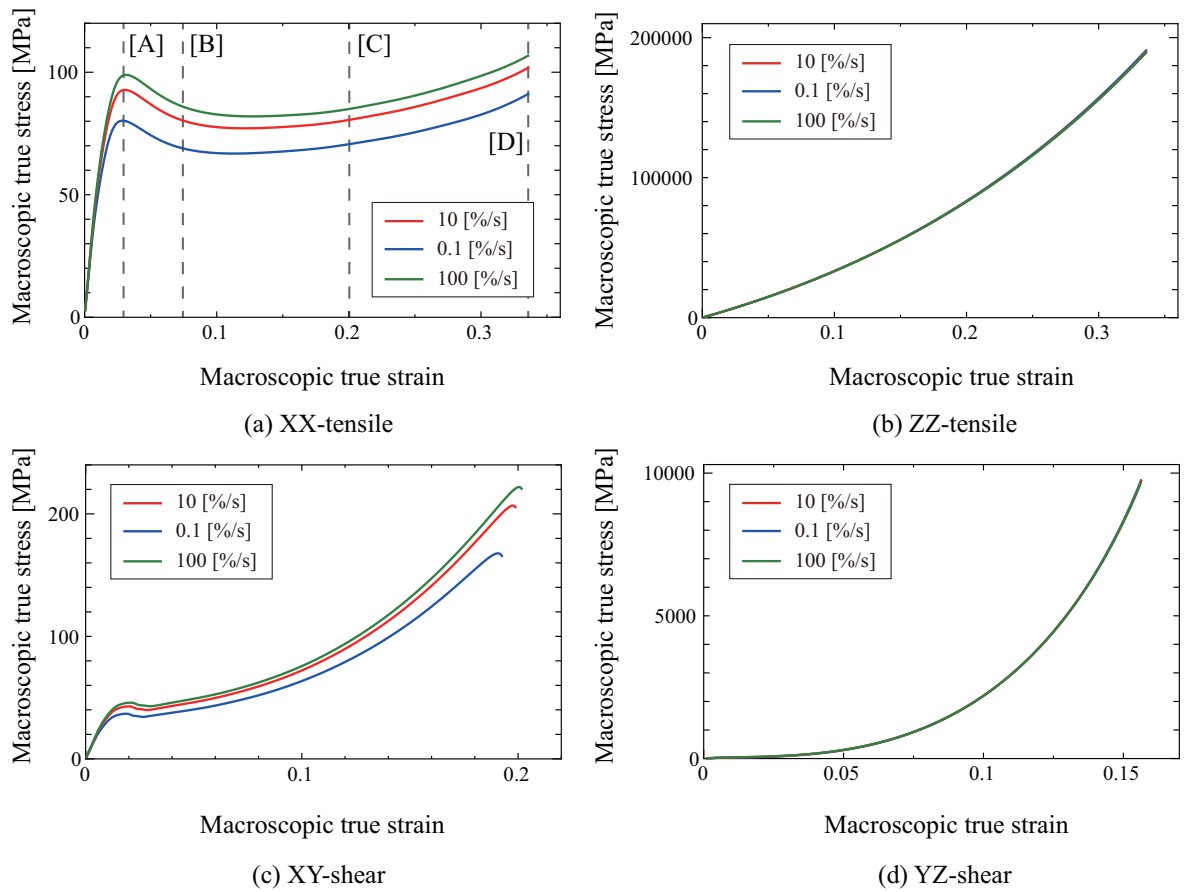 Macroscopic true stress [MPa]
100
50
0
[A]
[B]
[C]
[D]
10 [%/s]
0.1 [%/s]
100 [%/s]
0
0.1
0.2
0.3
Macroscopic true strain
(a) XX-tensile
Macroscopic true stress [MPa]
200000
100000
0
10 [%/s]
0.1 [%/s]
100 [%/s]
0
0.1
0.2
0.3
Macroscopic true strain
(b) ZZ-tensile
Macroscopic true stress [MPa]
200
100
0
10 [%/s]
0.1 [%/s]
100 [%/s]
0
0.1
0.2
Macroscopic true strain
(c) XY-shear
Macroscopic true stress [MPa]
10000
5000
0
10 [%/s]
0.1 [%/s]
100 [%/s]
0
0.05
0.1
0.15
Macroscopic true strain
(d) YZ-shear